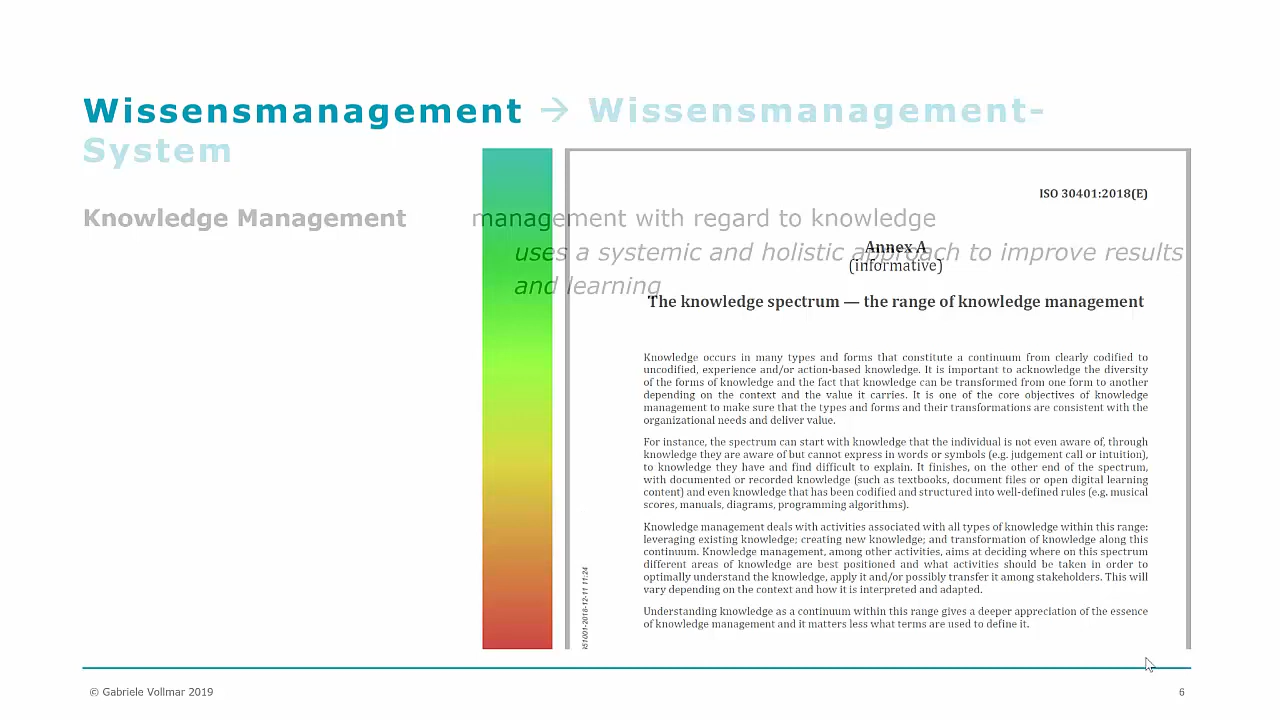 Wissensmanagement → Wissensmanagement-
System
Knowledge Management management with regard to knowledge
uses a systemic and holistic approach to improve results
and learning
ISO 30401:2018(E)
Annex A
(informative)
The knowledge spectrum — the range of knowledge management
Knowledge occurs in many types and forms that constitute a continuum from clearly codified to
uncodified, experience and/or action-based knowledge. It is important to acknowledge the diversity
of the forms of knowledge and the fact that knowledge can be transformed from one form to another
depending on the context and the value it carries. It is one of the core objectives of knowledge
management to make sure that the types and forms and their transformations are consistent with the
organizational needs and deliver value.
For instance, the spectrum can start with knowledge that the individual is not even aware of, through
knowledge they are aware of but cannot express in words or symbols (e.g. judgement call or intuition),
to knowledge they have and find difficult to explain. It finishes, on the other end of the spectrum,
with documented or recorded knowledge (such as textbooks, document files or open digital learning
content) and even knowledge that has been codified and structured into well-defined rules (e.g. musical
scores, manuals, diagrams, programming algorithms).
Knowledge management deals with activities associated with all types of knowledge within this range:
leveraging existing knowledge; creating new knowledge; and transformation of knowledge along this
continuum. Knowledge management, among other activities, aims at deciding where on this spectrum
different areas of knowledge are best positioned and what activities should be taken in order to
optimally understand the knowledge, apply it and/or possibly transfer it among stakeholders. This will
vary depending on the context and how it is interpreted and adapted.
Understanding knowledge as a continuum within this range gives a deeper appreciation of the essence
of knowledge management and it matters less what terms are used to define it.
© Gabriele Vollmar 2019
6